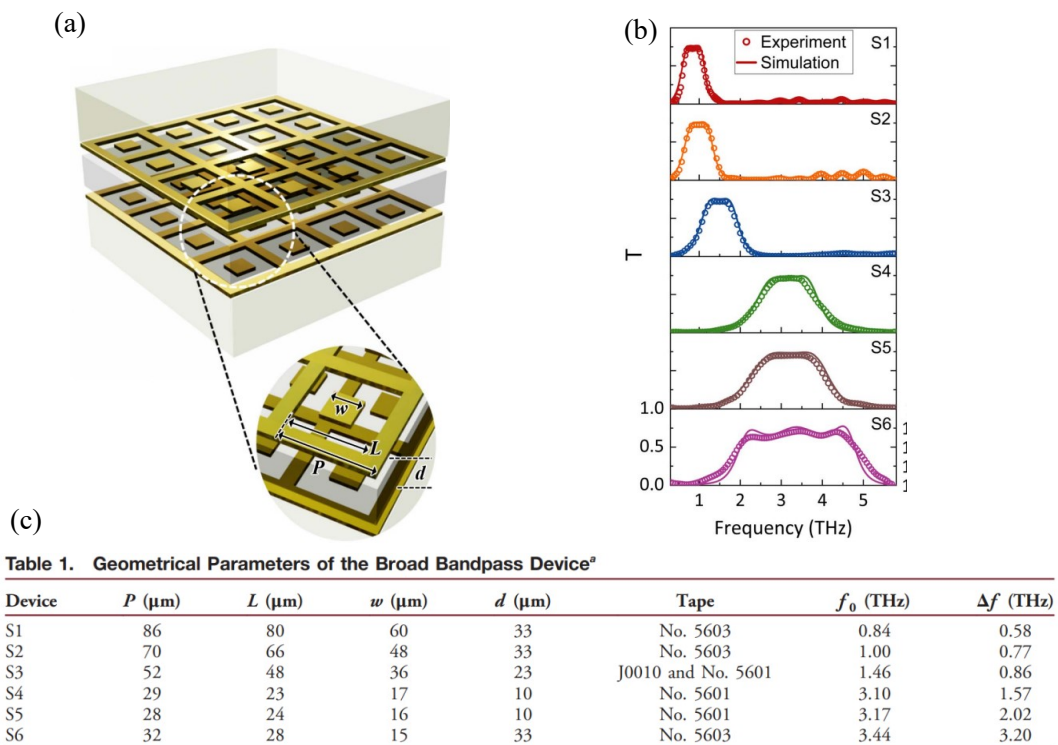 (a)
w
L
P
d
(b)
Experiment
Simulation
S1
S2
S3
S4
S5
S6
T
1.0
0.5
0.0
1
1
1
1
1 2 3 4 5
Frequency (THz)
(c)
Table 1. Geometrical Parameters of the Broad Bandpass Deviceᵃ
Device P (μm) L (μm) w (μm) d (μm) Tape f₀ (THz) Δf (THz)
S1 86 80 60 33 No. 5603 0.84 0.58
S2 70 66 48 33 No. 5603 1.00 0.77
S3 52 48 36 23 J0010 and No. 5601 1.46 0.86
S4 29 23 17 10 No. 5601 3.10 1.57
S5 28 24 16 10 No. 5601 3.17 2.02
S6 32 28 15 33 No. 5603 3.44 3.20